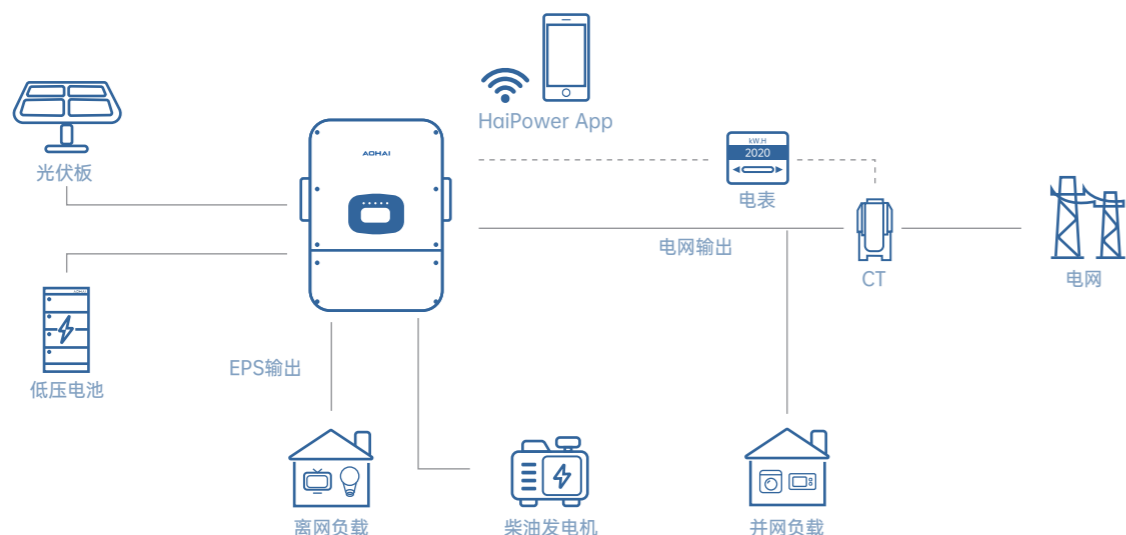 HaiPower App
光伏板
AOHAI
kW.H
2020
电表
电网输出
CT
电网
AOHAI
低压电池
EPS输出
离网负载
柴油发电机
并网负载